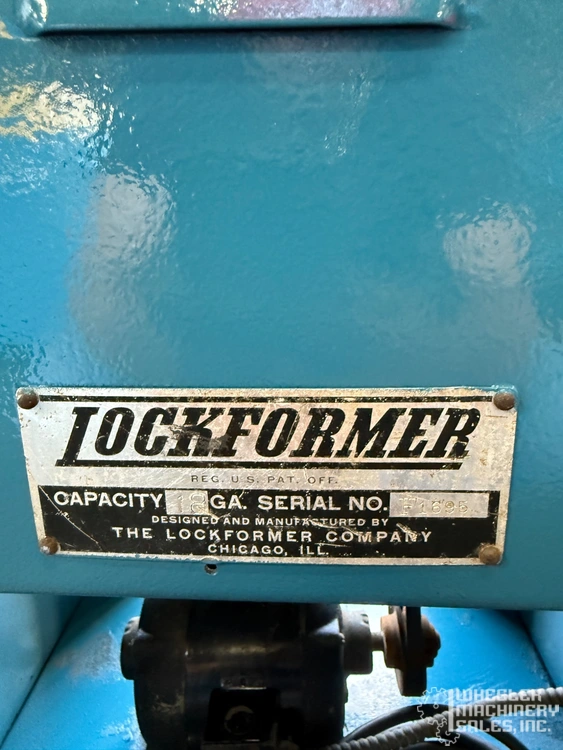 LOCKFORMER
REG. U.S. PAT. OFF.
CAPACITY 18 GA. SERIAL NO.
DESIGNED AND MANUFACTURED BY
THE LOCKFORMER COMPANY
CHICAGO, ILL.
WHEELER
MACHINERY
SALES, INC.